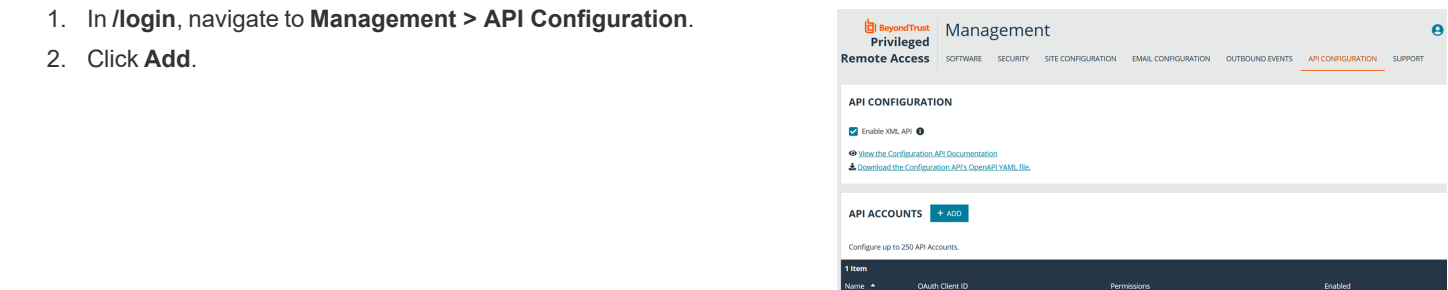 1. In /login, navigate to Management > API Configuration.
2. Click Add.
BeyondTrust
Privileged
Remote Access
Management
SOFTWARE SECURITY SITE CONFIGURATION EMAIL CONFIGURATION OUTBOUND EVENTS API CONFIGURATION SUPPORT
API CONFIGURATION
Enable XML API
View the Configuration API Documentation
Download the Configuration API's OpenAPI YAML file.
API ACCOUNTS + ADD
Configure up to 250 API Accounts.
1 Item
Name OAuth Client ID Permissions Enabled